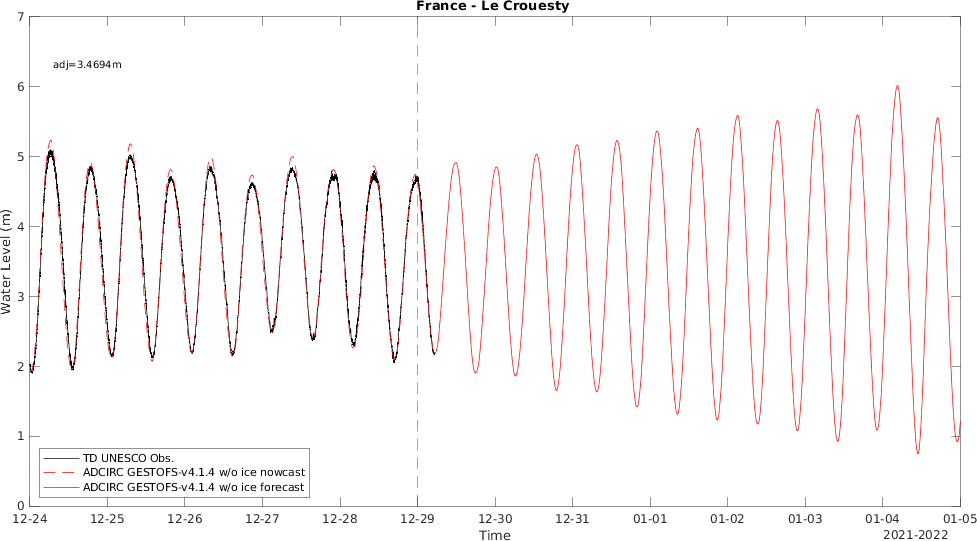 France - Le Crouesty
7
adj=3.4694m
6
5
4
3
2
1
0
Water Level (m)
TD UNESCO Obs.
ADCIRC GESTOFS-v4.1.4 w/o ice nowcast
ADCIRC GESTOFS-v4.1.4 w/o ice forecast
12-24 12-25 12-26 12-27 12-28 12-29 12-30 12-31 01-01 01-02 01-03 01-04 01-05
Time
2021-2022